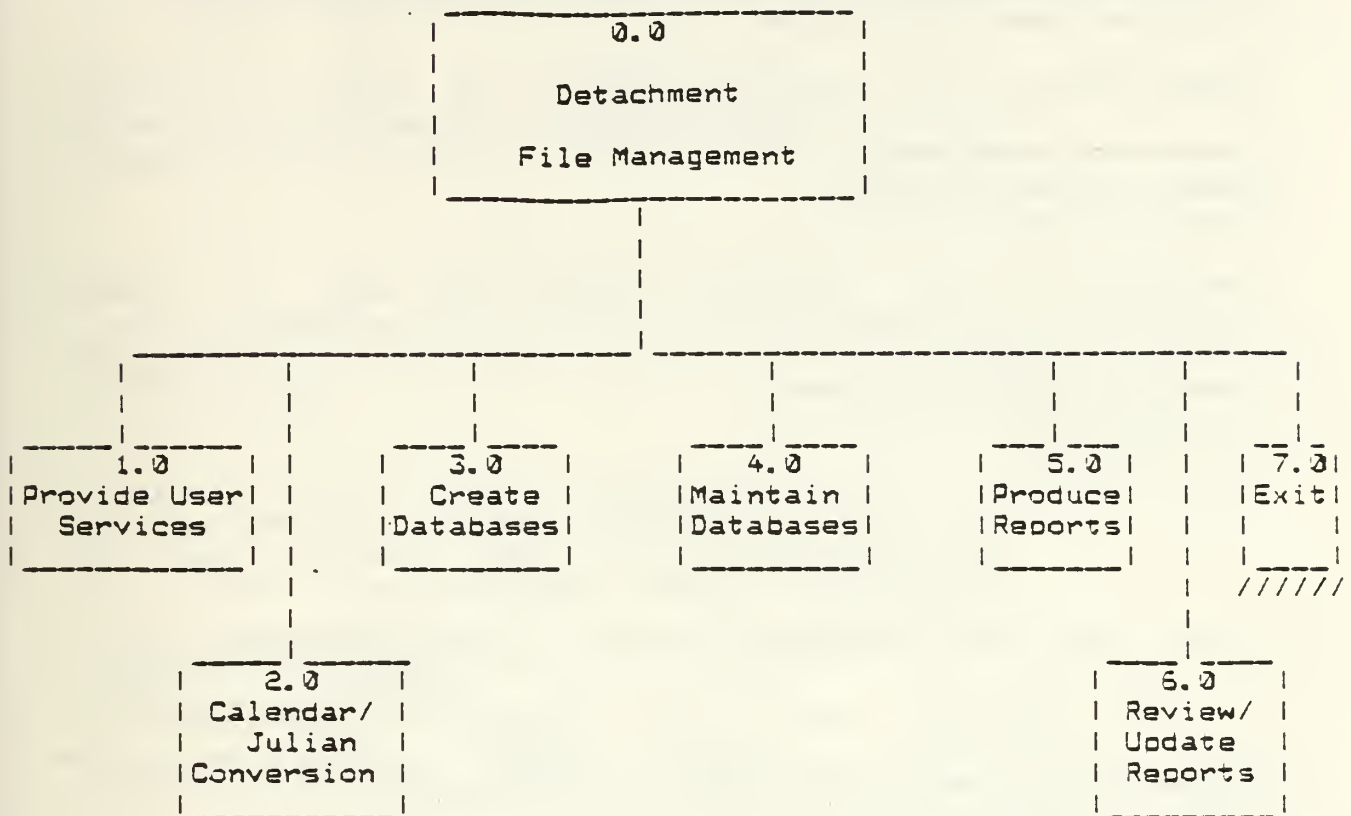 0.0
Detachment
File Management
1.0
Provide User
Services
3.0
Create
Databases
4.0
Maintain
Databases
5.0
Produce
Reports
7.0
Exit
//////
2.0
Calendar/
Julian
Conversion
6.0
Review/
Update
Reports